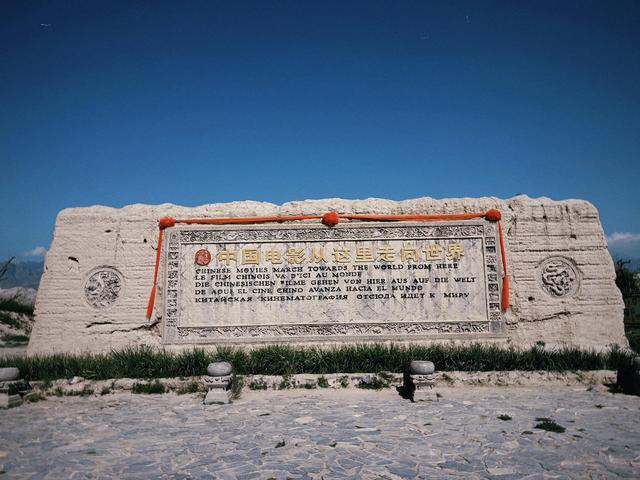 中国电影从这里走向世界
CHINESE MOVIES MARCH TOWARDS THE WORLD FROM HERE
LE FILM CHINOIS VA D'ICI AU MONDE
DIE CHINESISCHEN FILME GEHEN VON HIER AUS AUF DIE WELT
DE AQUA EL CINE CHINO AVANZA HACIA EL MUNDO
КИТАЙСКАЯ КИНЕМАТОГРАФИЯ ОТСЮДА ИДЕТ К МИРУ